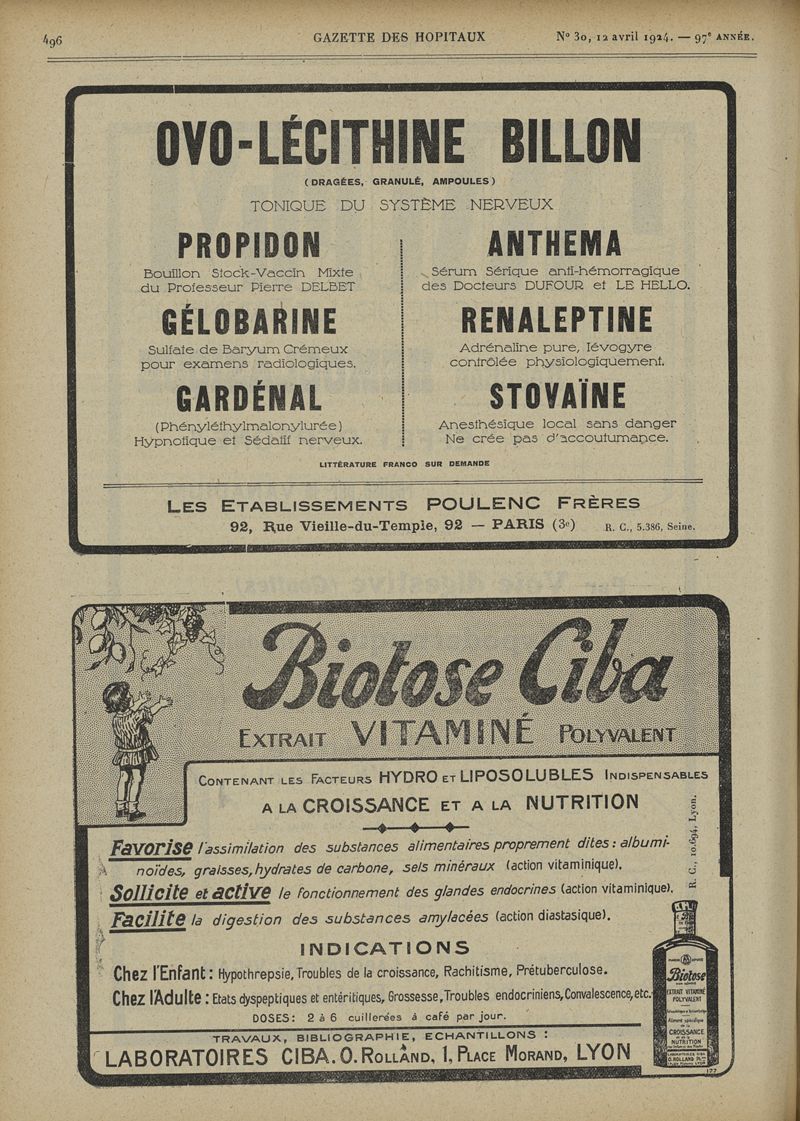 496
GAZETTE DES HOPITAUX
Nº 30, 12 avril 1924. — 97e ANNÉE.
OVO-LÉCITHINE BILLON
(DRAGÉES, GRANULÉ, AMPOULES)
TONIQUE DU SYSTÈME NERVEUX
PROPIDON
Bouillon Stock-Vaccin Mixte
du Professeur Pierre DELBET
GÉLOBARINE
Sulfate de Baryum Crémeux
pour examens radiologiques.
GARDÉNAL
(Phényléthylmalonylurée)
Hypnotique et Sédatif nerveux.
ANTHEMA
Sérum Sérique anti-hémorragique
des Docteurs DUFOUR et LE HELLO.
RENALEPTINE
Adrénaline pure, lévogyre
contrôlée physiologiquement.
STOVAÏNE
Anesthésique local sans danger
Ne crée pas d'accoutumance.
LITTÉRATURE FRANCO SUR DEMANDE
LES ETABLISSEMENTS POULENC FRÈRES
92, Rue Vieille-du-Temple, 92 — PARIS (3e) R. C., 5.386, Seine.
Biotose Ciba
EXTRAIT VITAMINÉ POLYVALENT
CONTENANT LES FACTEURS HYDRO ET LIPOSOLUBLES INDISPENSABLES
A LA CROISSANCE ET A LA NUTRITION
Favorise l'assimilation des substances alimentaires proprement dites : albumi-
noïdes, graisses, hydrates de carbone, sels minéraux (action vitaminique).
Sollicite et active le fonctionnement des glandes endocrines (action vitaminique).
Facilite la digestion des substances amylacées (action diastasique).
R. C., 10.694, Lyon.
INDICATIONS
Chez l'Enfant : Hypothrepsie, Troubles de la croissance, Rachitisme, Prétuberculose.
Chez l'Adulte : Etats dyspeptiques et entéritiques, Grossesse, Troubles endocriniens, Convalescence, etc.
DOSES: 2 à 6 cuillerées à café par jour.
TRAVAUX, BIBLIOGRAPHIE, ECHANTILLONS :
LABORATOIRES CIBA. O. ROLLAND, 1, PLACE MORAND, LYON
Biotose
EXTRAIT VITAMINÉ
POLYVALENT
CROISSANCE
NUTRITION
LABORATOIRES CIBA
O. ROLLAND
177